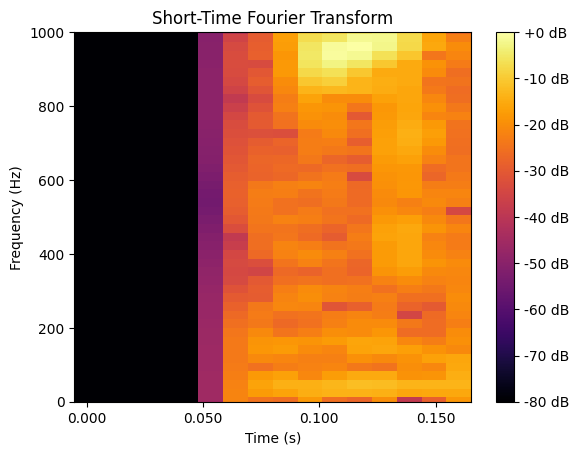 Short-Time Fourier Transform
1000
800
600
400
200
0
Frequency (Hz)
0.000
0.050
0.100
0.150
Time (s)
+0 dB
-10 dB
-20 dB
-30 dB
-40 dB
-50 dB
-60 dB
-70 dB
-80 dB